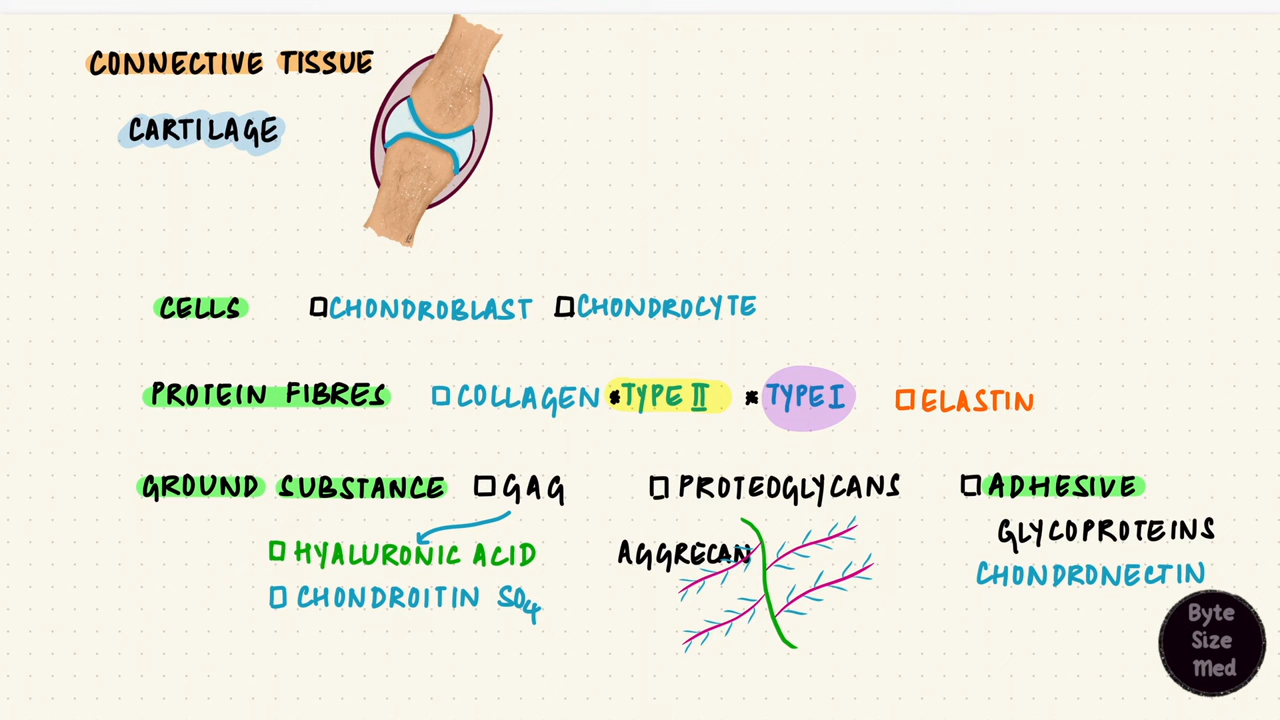 CONNECTIVE TISSUE
CARTILAGE
CELLS CHONDROBLAST CHONDROCYTE
PROTEIN FIBRES COLLAGEN *TYPE II * TYPE I ELASTIN
GROUND SUBSTANCE GAG PROTEOGLYCANS ADHESIVE
GLYCOPROTEINS
HYALURONIC ACID AGGRECAN
CHONDRONECTIN
CHONDROITIN SO4
Byte
Size
Med